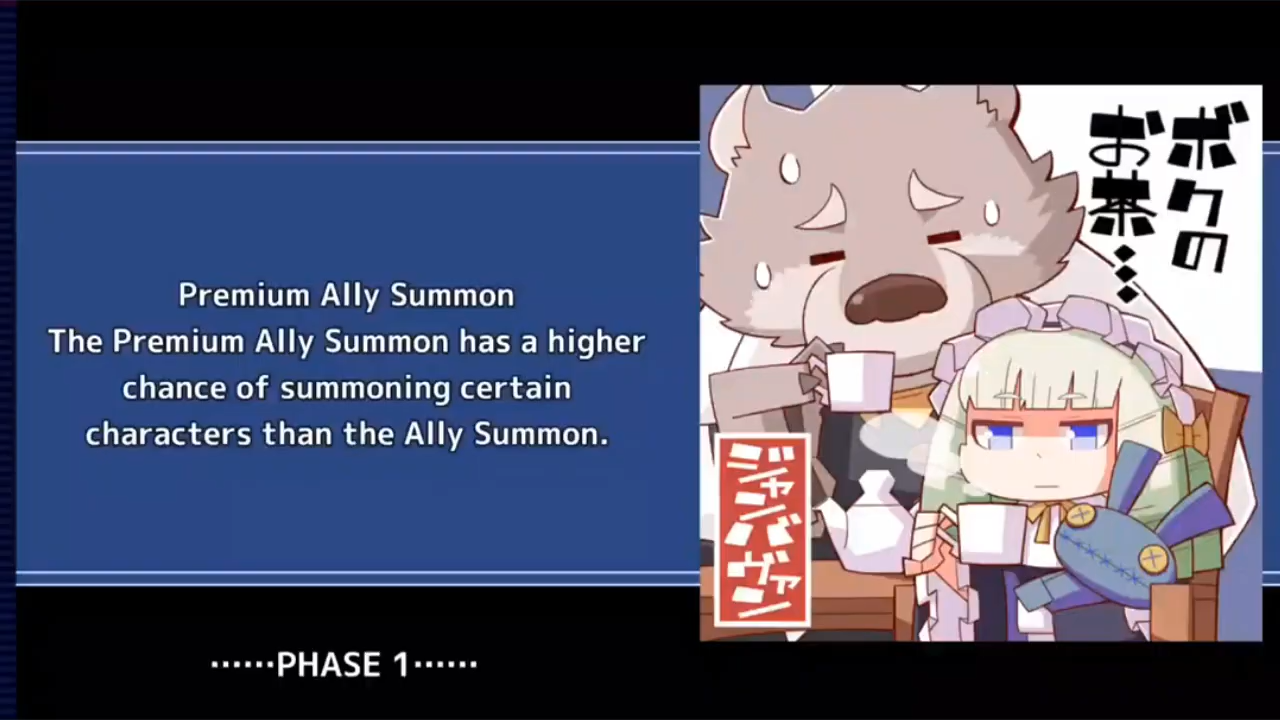 Premium Ally Summon
The Premium Ally Summon has a higher
chance of summoning certain
characters than the Ally Summon.
……PHASE 1……
ボクの
お茶…
ジャンバヴァン